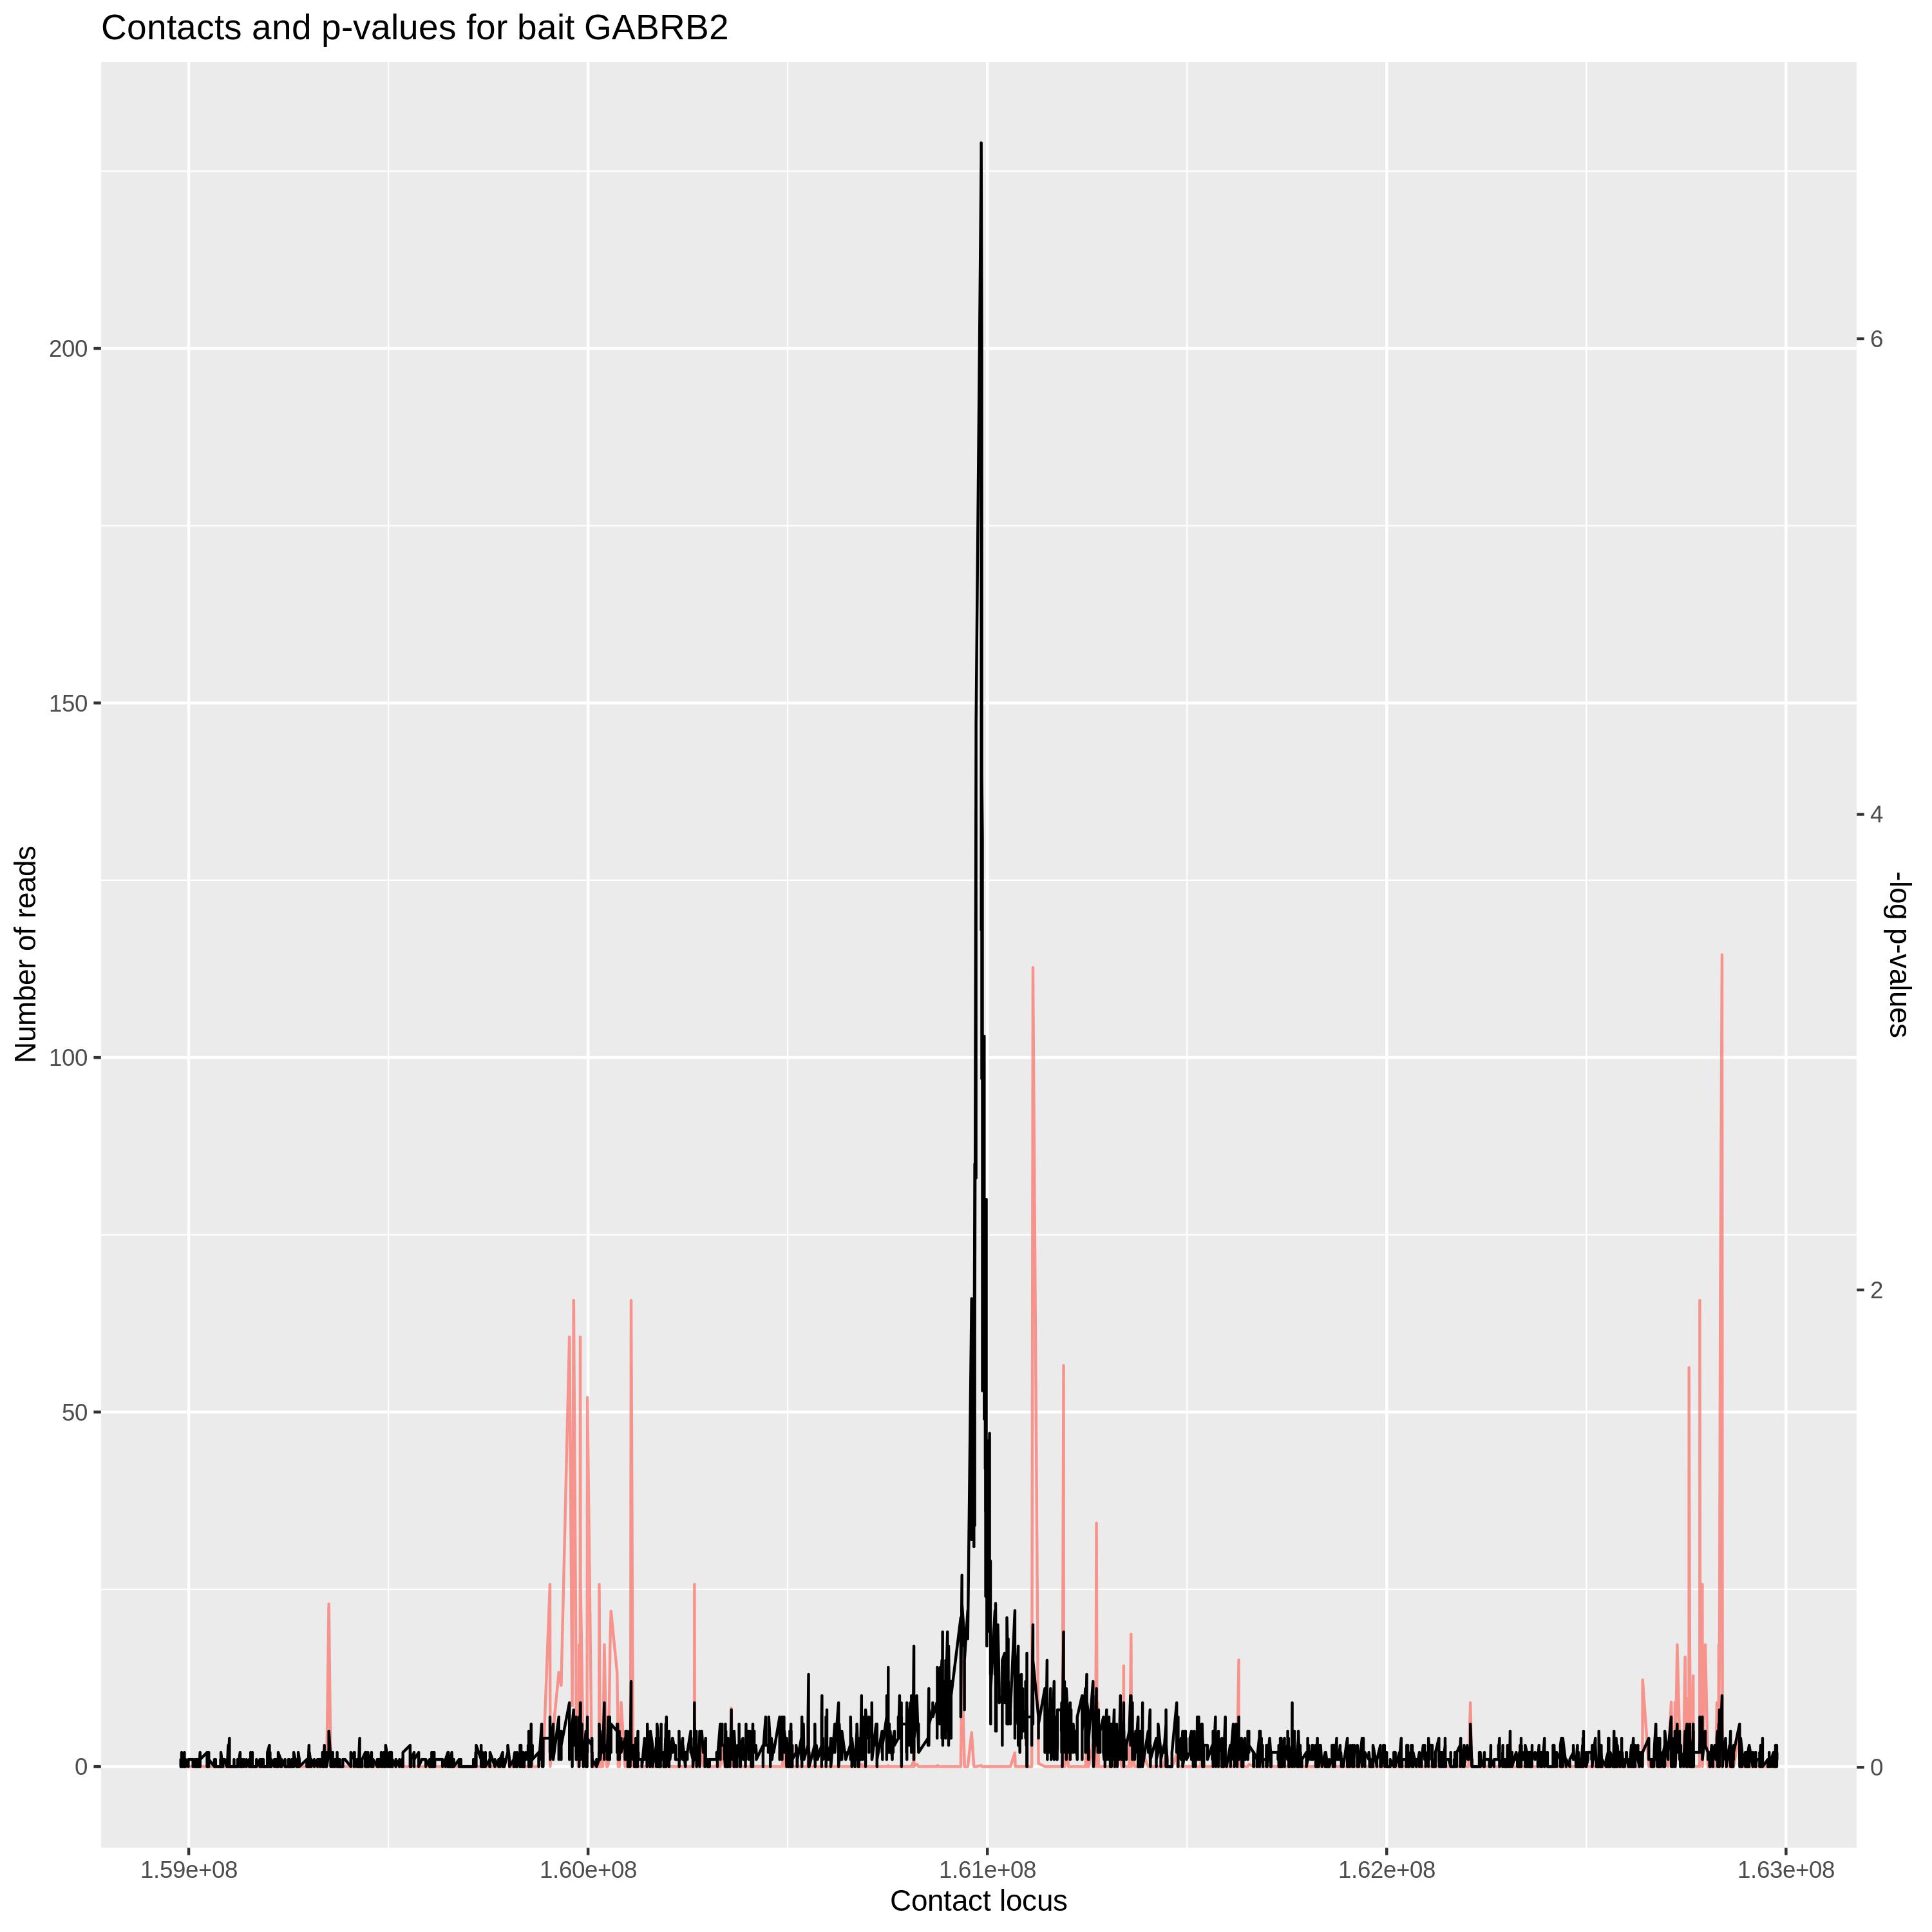 Contacts and p-values for bait GABRB2
Number of reads
200
150
100
50
0
6
4
2
0
-log p-values
1.59e+08
1.60e+08
1.61e+08
1.62e+08
1.63e+08
Contact locus